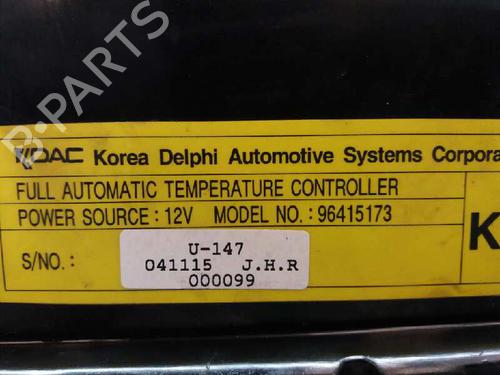 B-PARTS
KDAC Korea Delphi Automotive Systems Corpora
FULL AUTOMATIC TEMPERATURE CONTROLLER
POWER SOURCE : 12V MODEL NO. : 96415173
K
S/NO. :
U-147
041115 J.H.R
000099